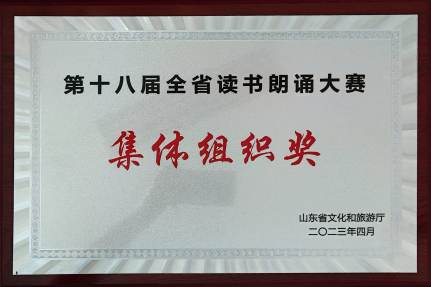 第十八届全省读书朗诵大赛
集体组织奖
山东省文化和旅游厅
二〇二三年四月